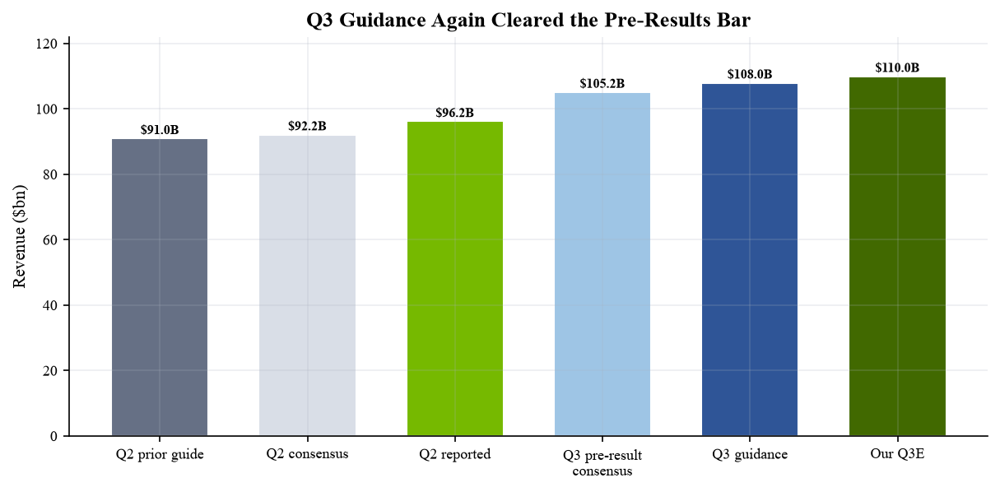 Q3 Guidance Again Cleared the Pre-Results Bar
Revenue ($bn)
120
100
80
60
40
20
0
$91.0B
$92.2B
$96.2B
$105.2B
$108.0B
$110.0B
Q2 prior guide
Q2 consensus
Q2 reported
Q3 pre-result
consensus
Q3 guidance
Our Q3E